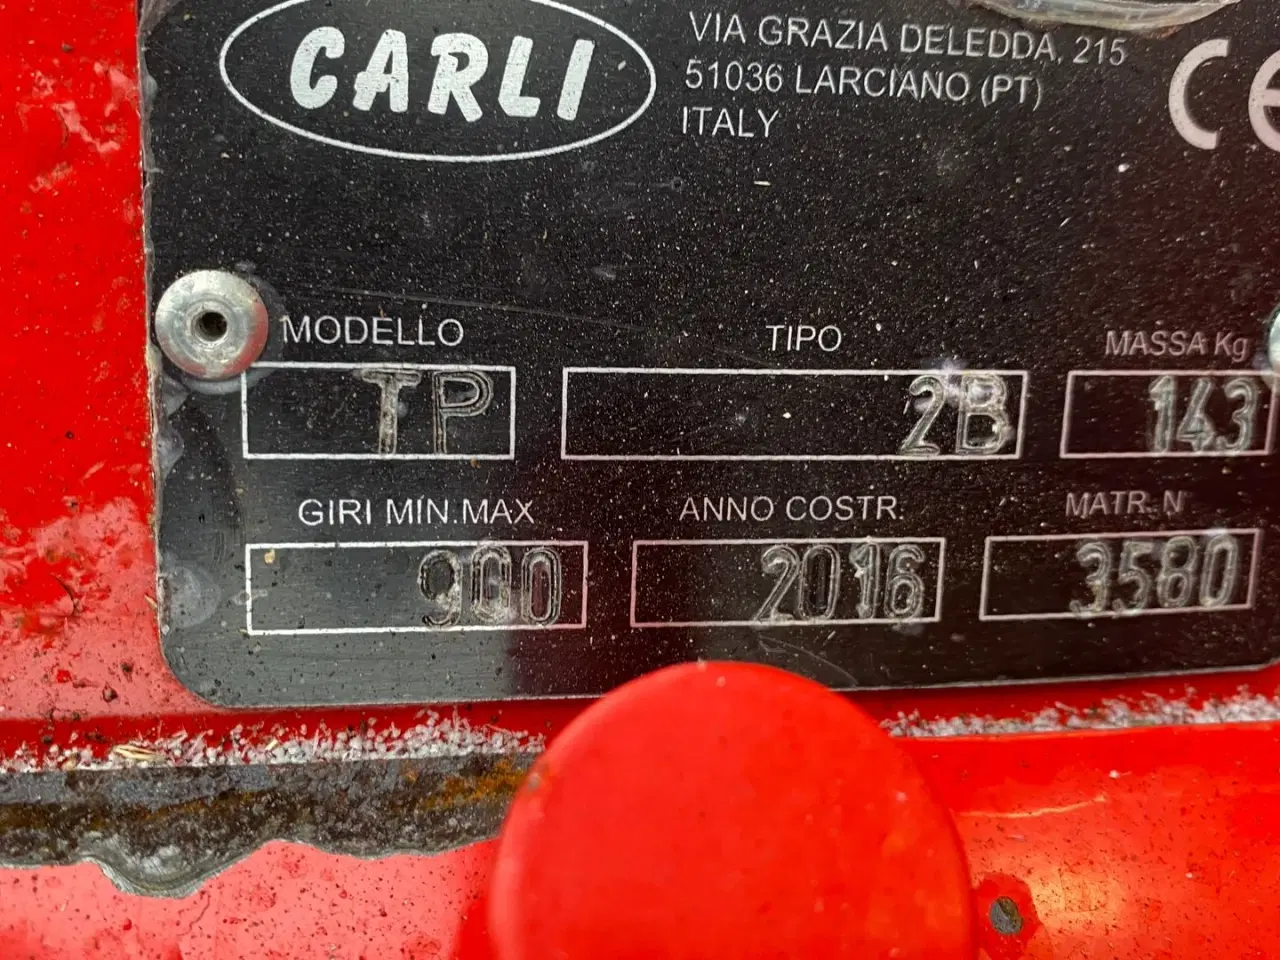 CARLI
VIA GRAZIA DELEDDA, 215
51036 LARCIANO (PT)
ITALY
CE
MODELLO TIPO MASSA Kg
TP 2B 143
GIRI MIN.MAX ANNO COSTR. MATR. N
900 2016 3580